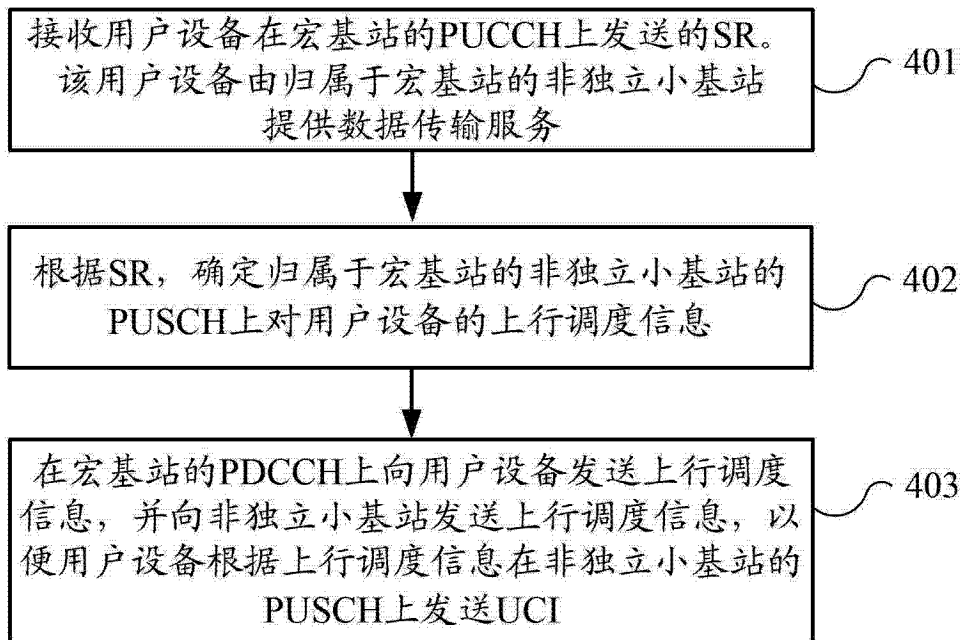 接收用户设备在宏基站的PUCCH上发送的SR。
该用户设备由归属于宏基站的非独立小基站
提供数据传输服务
401
根据SR，确定归属于宏基站的非独立小基站的
PUSCH上对用户设备的上行调度信息
402
在宏基站的PDCCH上向用户设备发送上行调度
信息，并向非独立小基站发送上行调度信息，以
便用户设备根据上行调度信息在非独立小基站的
PUSCH上发送UCI
403